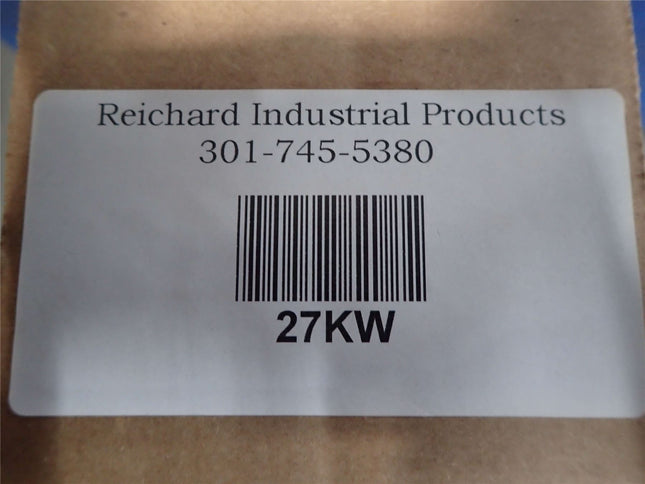 Reichard Industrial Products
301-745-5380
27KW